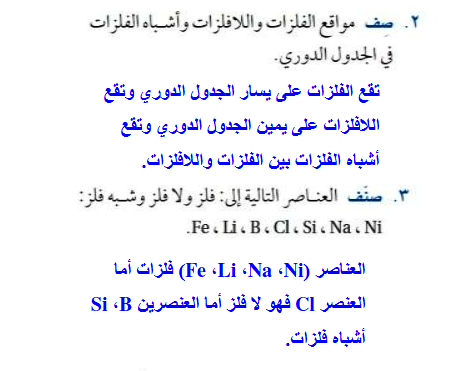 ٢. صِف مواقع الفلزات واللافلزات وأشباه الفلزات
في الجدول الدوري.
تقع الفلزات على يسار الجدول الدوري وتقع
اللافلزات على يمين الجدول الدوري وتقع
أشباه الفلزات بين الفلزات واللافلزات.
٣. صنّف العناصر التالية إلى: فلز ولا فلز وشبه فلز:
Fe ، Li ، B ، Cl ، Si ، Na ، Ni.
العناصر (Fe ،Li ،Na ،Ni) فلزات أما
العنصر Cl فهو لا فلز أما العنصرين Si ،B
أشباه فلزات.